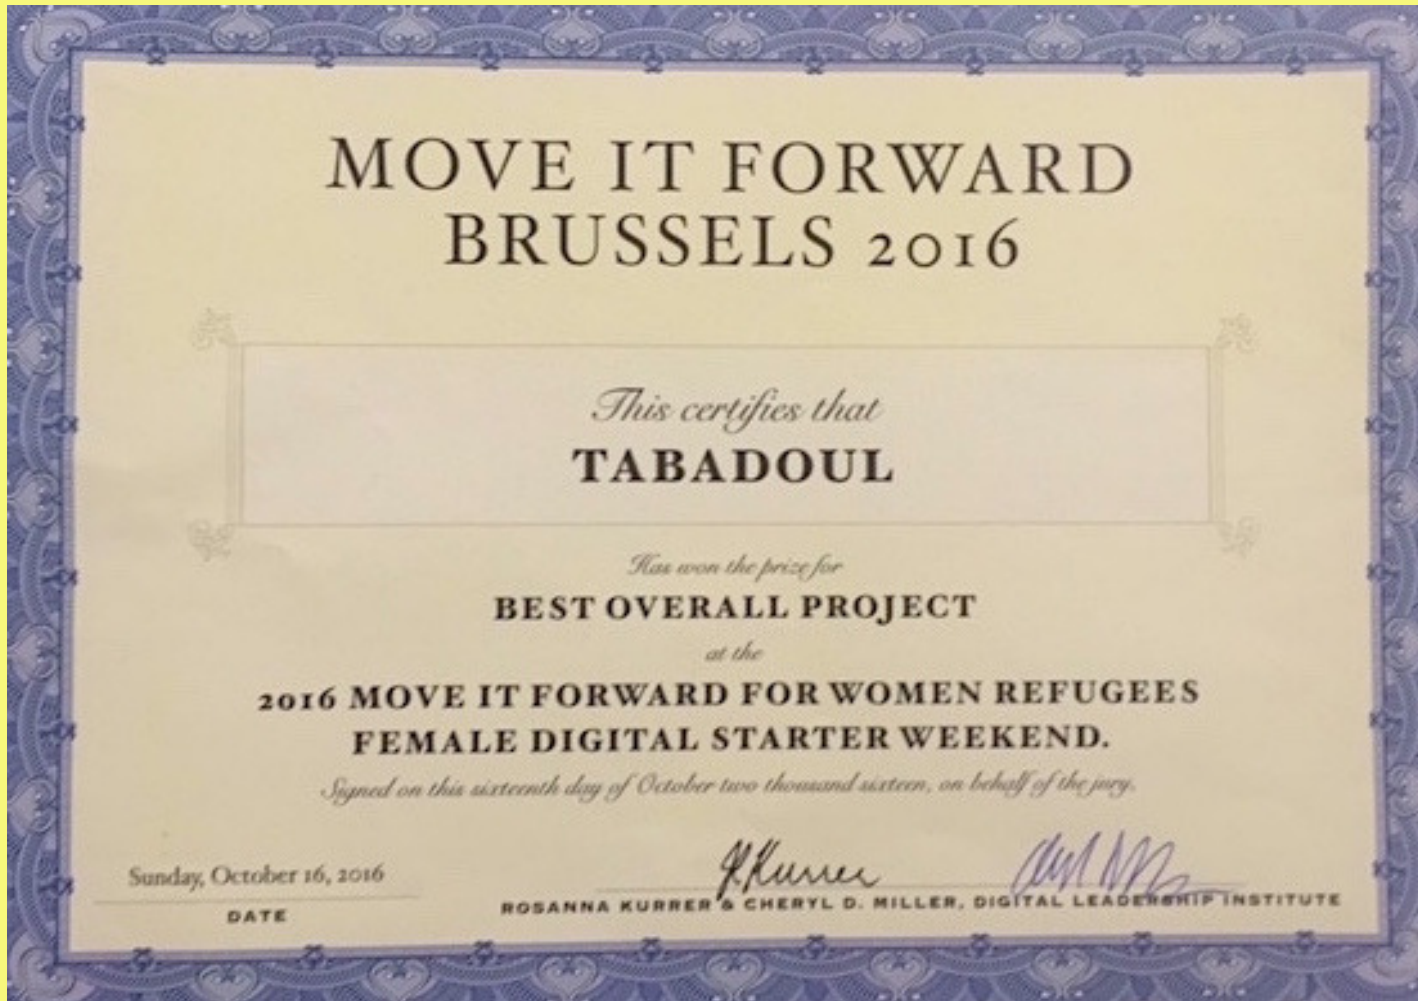 MOVE IT FORWARD
BRUSSELS 2016
This certifies that
TABADOUL
Has won the prize for
BEST OVERALL PROJECT
at the
2016 MOVE IT FORWARD FOR WOMEN REFUGEES
FEMALE DIGITAL STARTER WEEKEND.
Signed on this sixteenth day of October two thousand sixteen, on behalf of the jury.
Sunday, October 16, 2016
DATE
R.Kurrer
ROSANNA KURRER & CHERYL D. MILLER, DIGITAL LEADERSHIP INSTITUTE